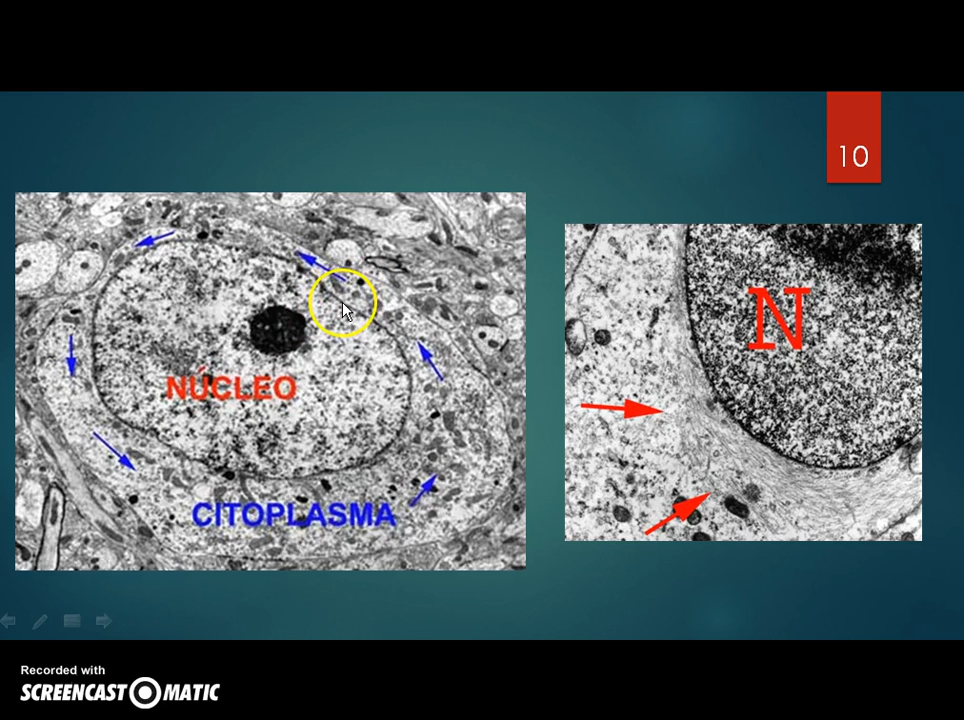 10
NÚCLEO
CITOPLASMA
N
Recorded with
SCREENCAST MATIC